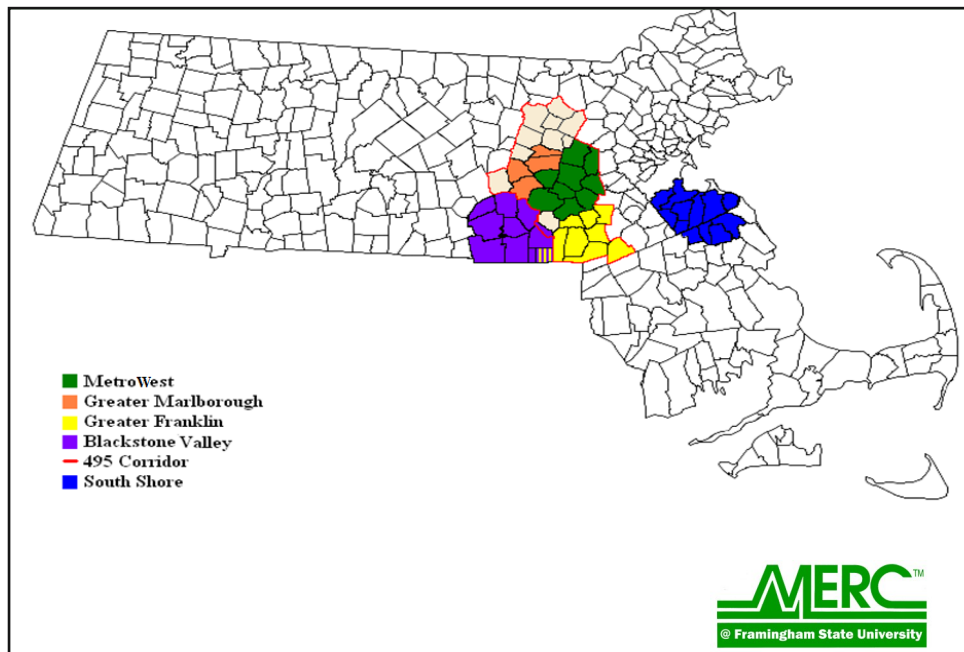 MetroWest
Greater Marlborough
Greater Franklin
Blackstone Valley
495 Corridor
South Shore
MERC™
@ Framingham State University